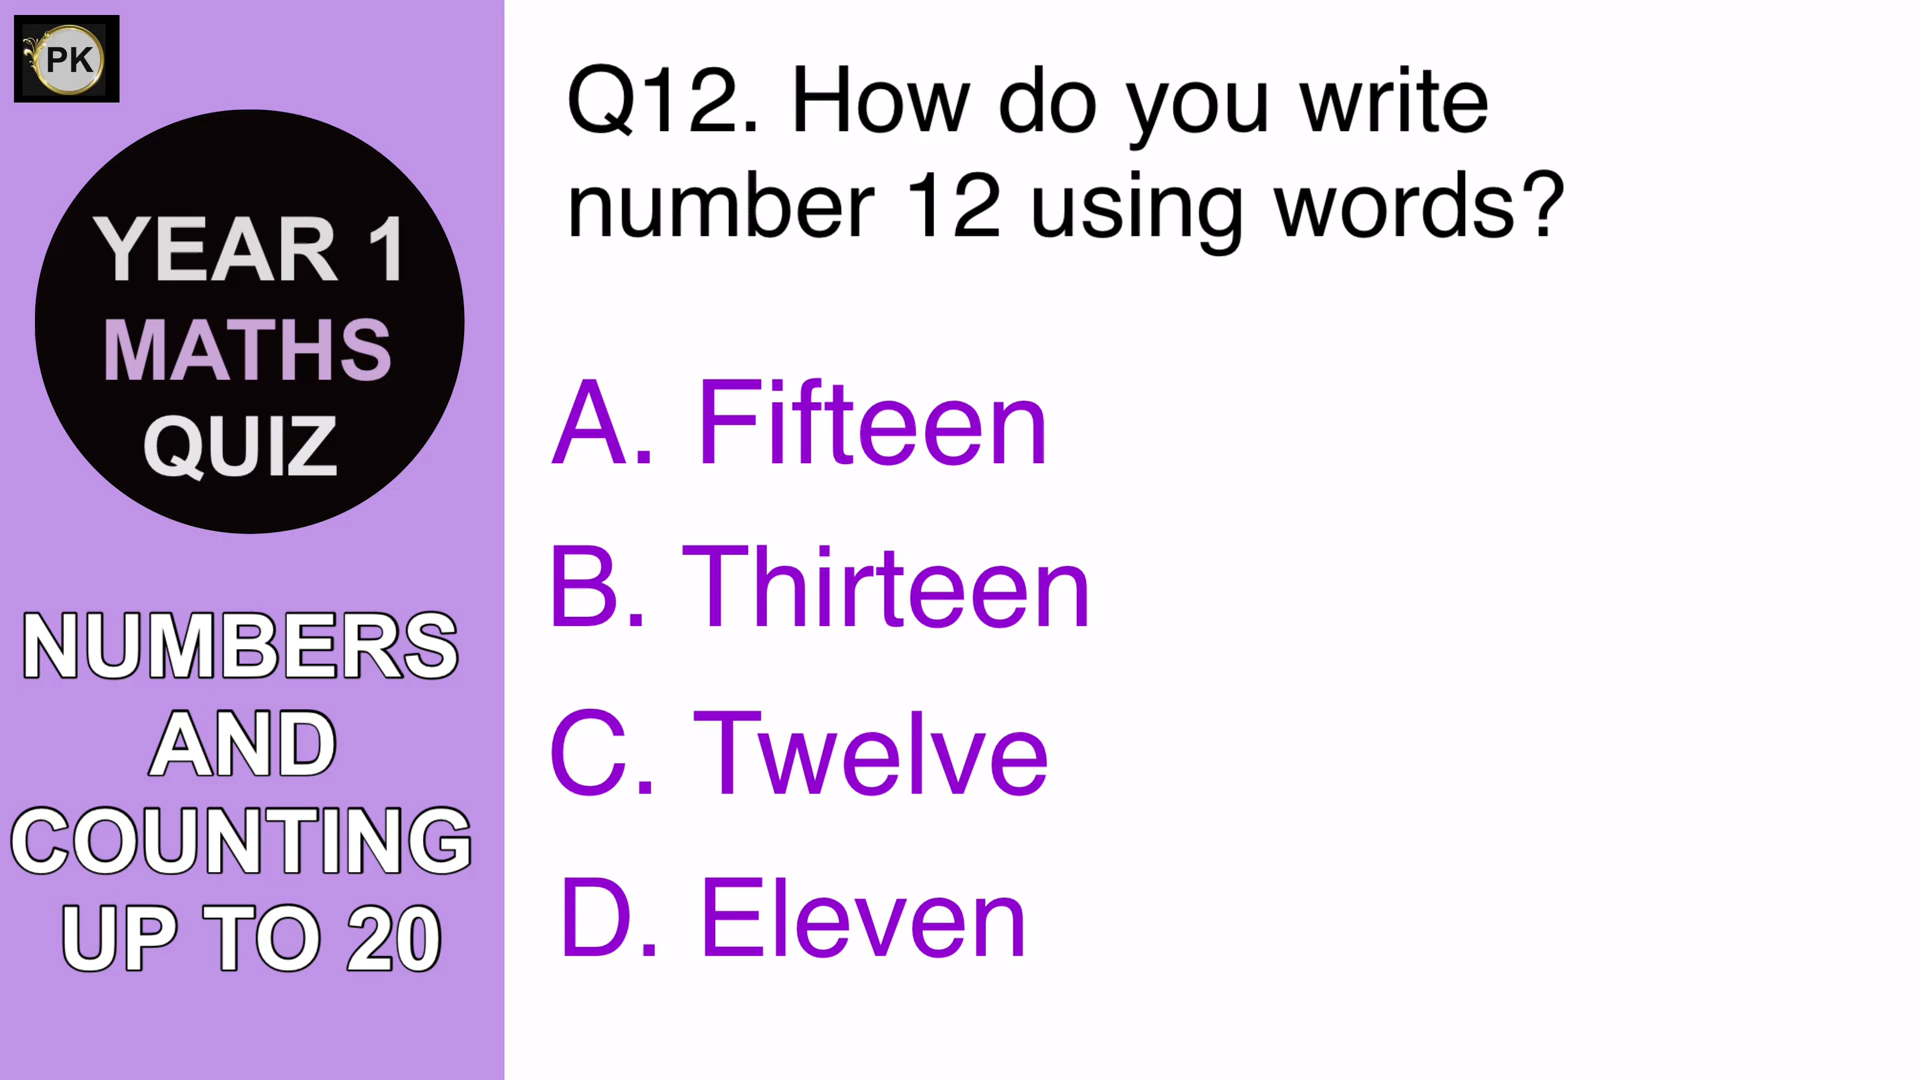 PK
YEAR 1
MATHS
QUIZ
NUMBERS
AND
COUNTING
UP TO 20
Q12. How do you write
number 12 using words?
A. Fifteen
B. Thirteen
C. Twelve
D. Eleven